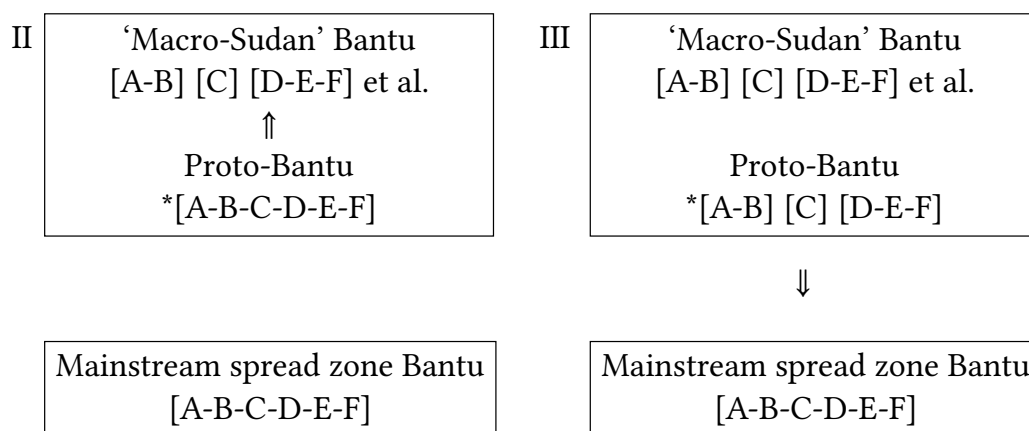 II
‘Macro-Sudan’ Bantu
[A-B] [C] [D-E-F] et al.
⇑
Proto-Bantu
*[A-B-C-D-E-F]
Mainstream spread zone Bantu
[A-B-C-D-E-F]
III
‘Macro-Sudan’ Bantu
[A-B] [C] [D-E-F] et al.
Proto-Bantu
*[A-B] [C] [D-E-F]
⇓
Mainstream spread zone Bantu
[A-B-C-D-E-F]